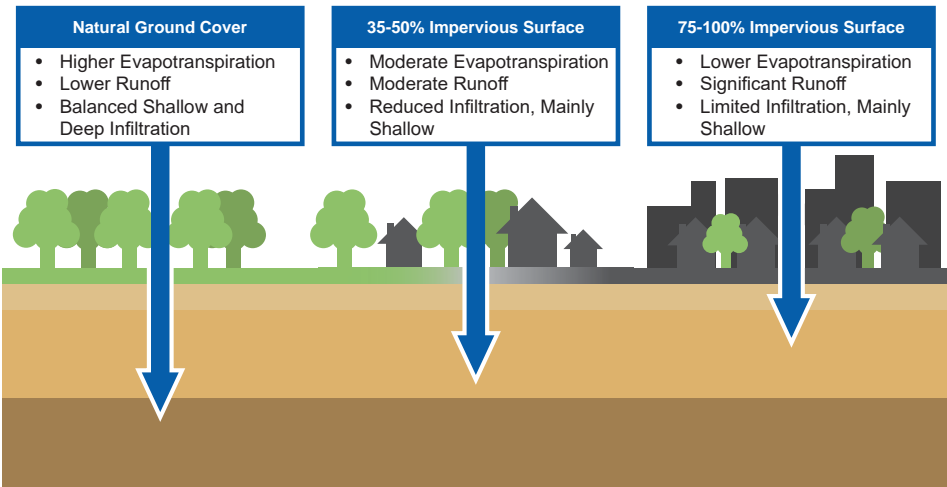 Natural Ground Cover
• Higher Evapotranspiration
• Lower Runoff
• Balanced Shallow and
Deep Infiltration
35-50% Impervious Surface
• Moderate Evapotranspiration
• Moderate Runoff
• Reduced Infiltration, Mainly
Shallow
75-100% Impervious Surface
• Lower Evapotranspiration
• Significant Runoff
• Limited Infiltration, Mainly
Shallow